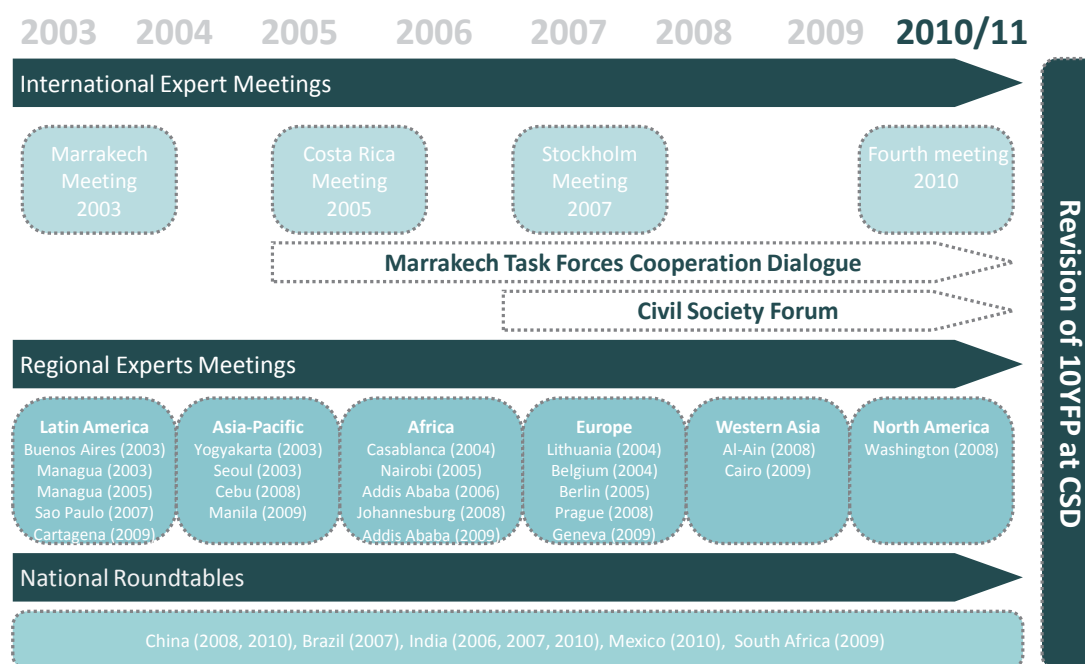 2003 2004 2005 2006 2007 2008 2009 2010/11
International Expert Meetings
Marrakech
Meeting
2003
Costa Rica
Meeting
2005
Stockholm
Meeting
2007
Fourth meeting
2010
Marrakech Task Forces Cooperation Dialogue
Civil Society Forum
Regional Experts Meetings
Latin America
Buenos Aires (2003)
Managua (2003)
Managua (2005)
Sao Paulo (2007)
Cartagena (2009)
Asia-Pacific
Yogyakarta (2003)
Seoul (2003)
Cebu (2008)
Manila (2009)
Africa
Casablanca (2004)
Nairobi (2005)
Addis Ababa (2006)
Johannesburg (2008)
Addis Ababa (2009)
Europe
Lithuania (2004)
Belgium (2004)
Berlin (2005)
Prague (2008)
Geneva (2009)
Western Asia
Al-Ain (2008)
Cairo (2009)
North America
Washington (2008)
National Roundtables
China (2008, 2010), Brazil (2007), India (2006, 2007, 2010), Mexico (2010), South Africa (2009)
Revision of 10YFP at CSD